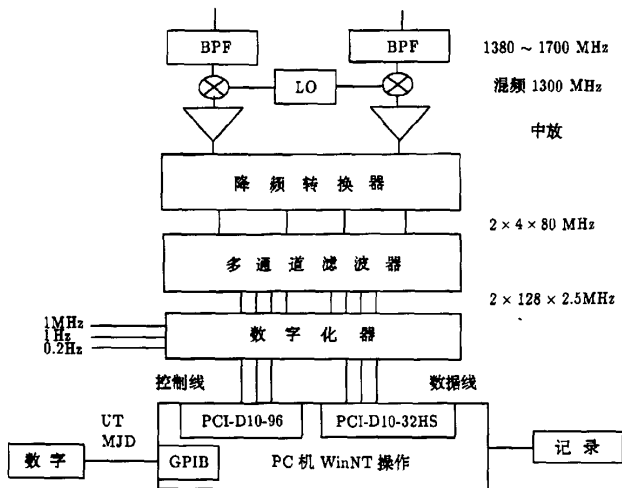 BPF
BPF
1380 ~ 1700 MHz
LO
混频 1300 MHz
中放
降频转换器
2 × 4 × 80 MHz
多通道滤波器
2 × 128 × 2.5MHz
1MHz
1Hz
0.2Hz
数字化器
控制线
数据线
UT
MJD
PCI-D10-96
PCI-D10-32HS
数字
GPIB
PC 机 WinNT 操作
记录